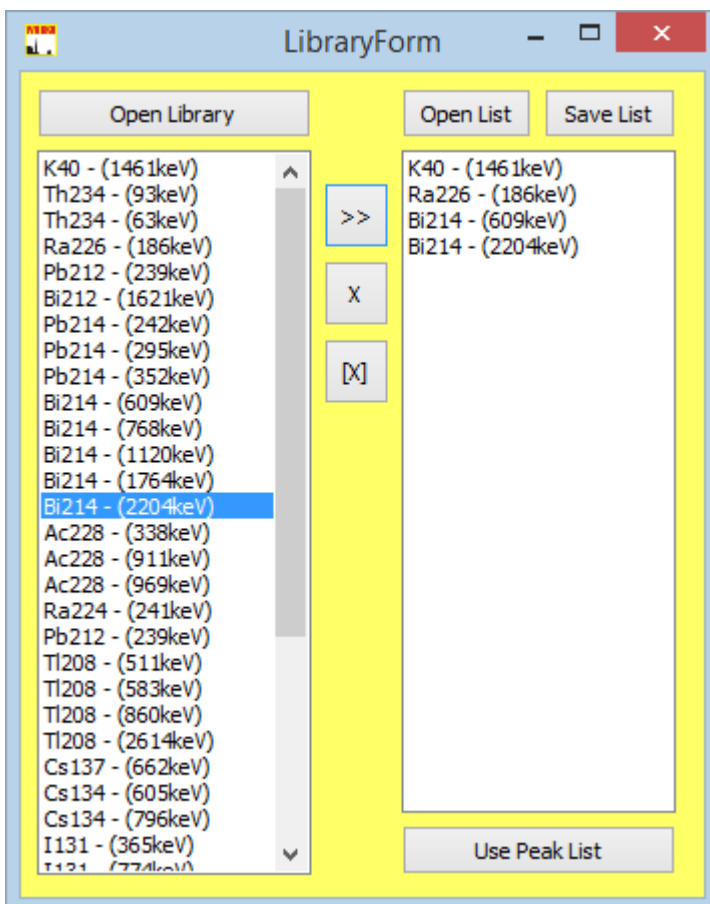 LibraryForm
Open Library
Open List
Save List
K40 - (1461keV)
Th234 - (93keV)
Th234 - (63keV)
Ra226 - (186keV)
Pb212 - (239keV)
Bi212 - (1621keV)
Pb214 - (242keV)
Pb214 - (295keV)
Pb214 - (352keV)
Bi214 - (609keV)
Bi214 - (768keV)
Bi214 - (1120keV)
Bi214 - (1764keV)
Bi214 - (2204keV)
Ac228 - (338keV)
Ac228 - (911keV)
Ac228 - (969keV)
Ra224 - (241keV)
Pb212 - (239keV)
Tl208 - (511keV)
Tl208 - (583keV)
Tl208 - (860keV)
Tl208 - (2614keV)
Cs137 - (662keV)
Cs134 - (605keV)
Cs134 - (796keV)
I131 - (365keV)
I131 - (774keV)
>>
X
[X]
K40 - (1461keV)
Ra226 - (186keV)
Bi214 - (609keV)
Bi214 - (2204keV)
Use Peak List